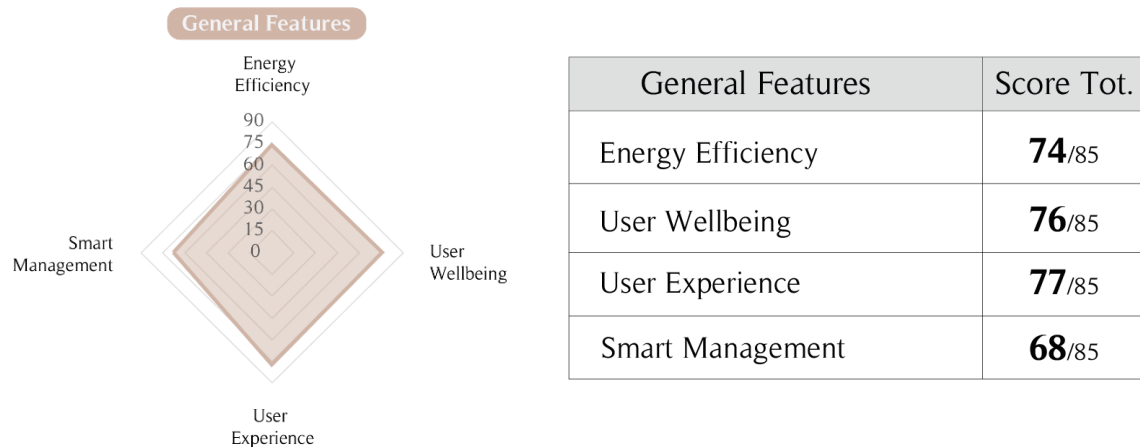 General Features
Energy
Efficiency
90
75
60
45
30
15
0
Smart
Management
User
Wellbeing
User
Experience
General Features Score Tot.
Energy Efficiency 74/85
User Wellbeing 76/85
User Experience 77/85
Smart Management 68/85